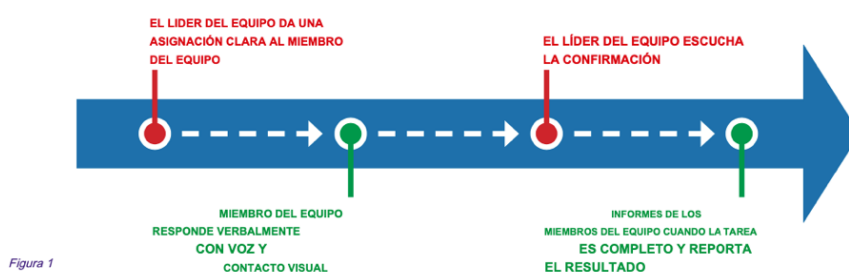 EL LIDER DEL EQUIPO DA UNA
ASIGNACIÓN CLARA AL MIEMBRO
DEL EQUIPO
EL LÍDER DEL EQUIPO ESCUCHA
LA CONFIRMACIÓN
MIEMBRO DEL EQUIPO
RESPONDE VERBALMENTE
CON VOZ Y
CONTACTO VISUAL
INFORMES DE LOS
MIEMBROS DEL EQUIPO CUANDO LA TAREA
ES COMPLETO Y REPORTA
EL RESULTADO
Figura 1